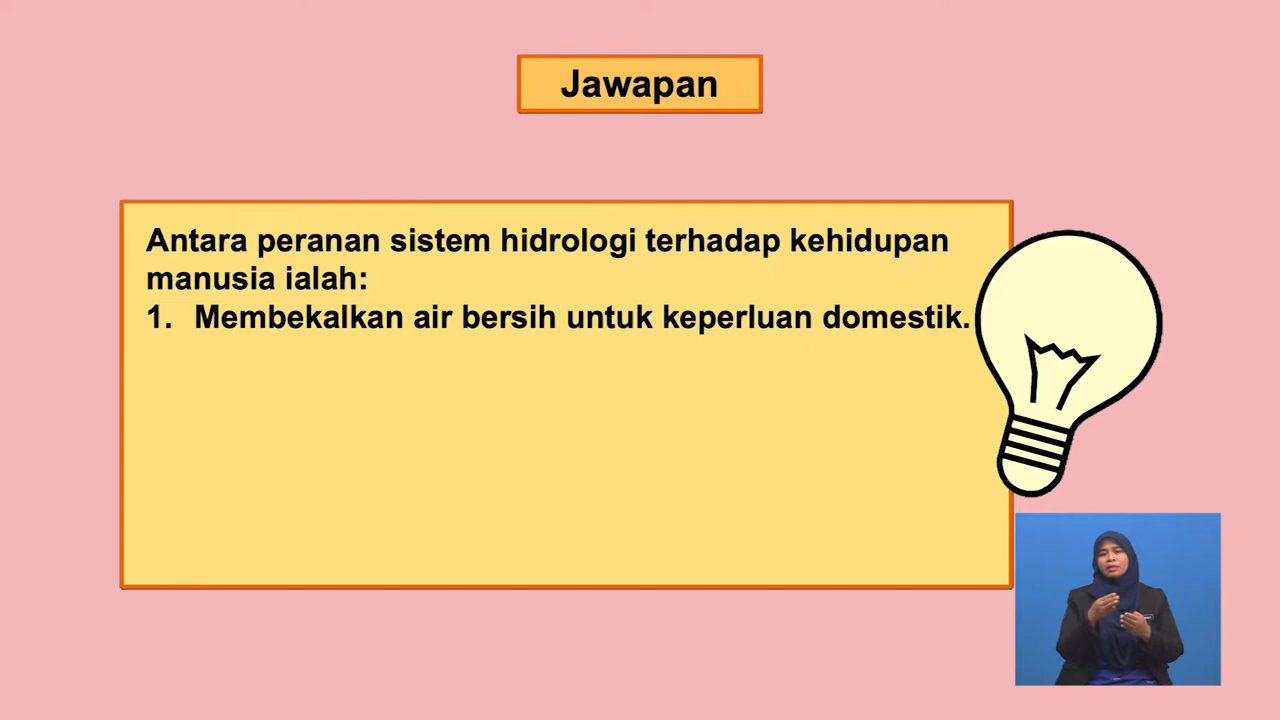 Jawapan
Antara peranan sistem hidrologi terhadap kehidupan
manusia ialah:
1. Membekalkan air bersih untuk keperluan domestik.